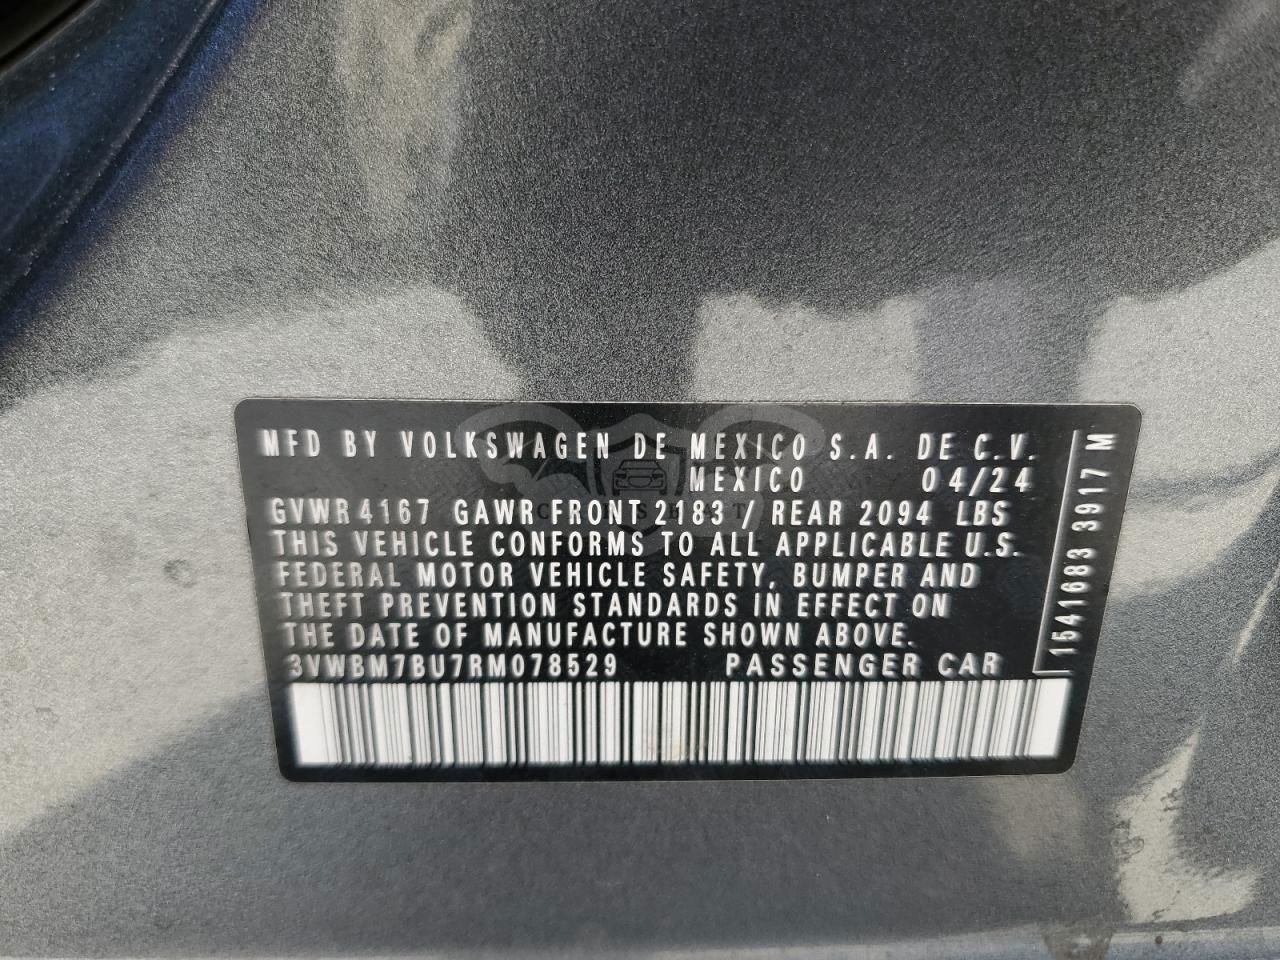 MFD BY VOLKSWAGEN DE MEXICO S.A. DE C.V.
MEXICO 04/24
GVWR 4167 GAWR FRONT 2183 / REAR 2094 LBS
THIS VEHICLE CONFORMS TO ALL APPLICABLE U.S.
FEDERAL MOTOR VEHICLE SAFETY, BUMPER AND
THEFT PREVENTION STANDARDS IN EFFECT ON
THE DATE OF MANUFACTURE SHOWN ABOVE.
3VWBM7BU7RM078529 PASSENGER CAR
1541683 3917 M